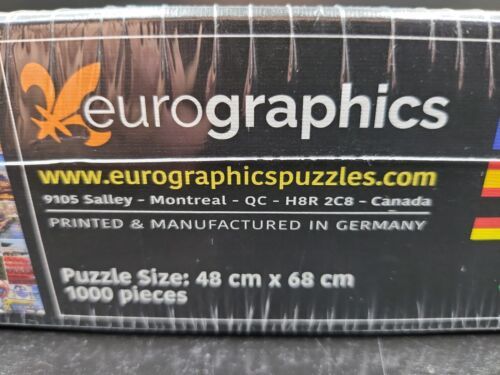 eurographics
www.eurographicspuzzles.com
9105 Salley - Montreal - QC - H8R 2C8 - Canada
PRINTED & MANUFACTURED IN GERMANY
Puzzle Size: 48 cm x 68 cm
1000 pieces